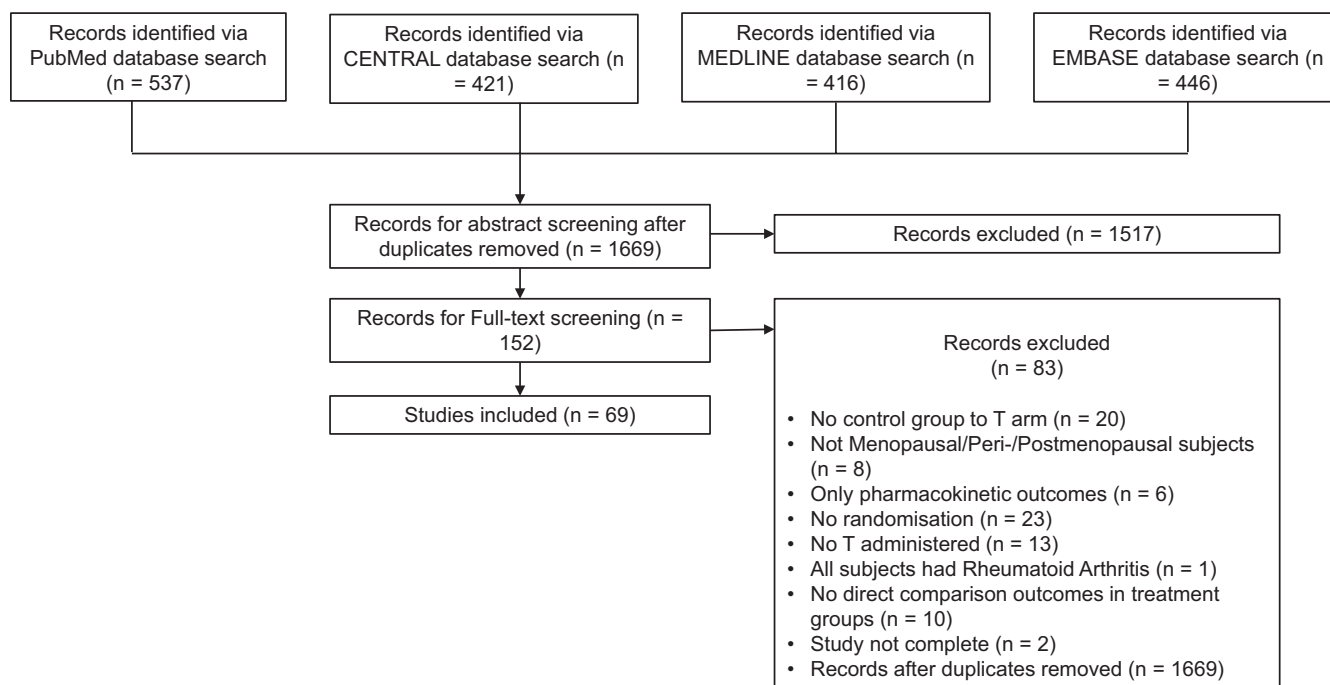 Records identified via
PubMed database search
(n = 537)
Records identified via
CENTRAL database search (n
= 421)
Records identified via
MEDLINE database search (n
= 416)
Records identified via
EMBASE database search (n
= 446)
Records for abstract screening after
duplicates removed (n = 1669)
Records excluded (n = 1517)
Records for Full-text screening (n =
152)
Studies included (n = 69)
Records excluded
(n = 83)
• No control group to T arm (n = 20)
• Not Menopausal/Peri-/Postmenopausal subjects
(n = 8)
• Only pharmacokinetic outcomes (n = 6)
• No randomisation (n = 23)
• No T administered (n = 13)
• All subjects had Rheumatoid Arthritis (n = 1)
• No direct comparison outcomes in treatment
groups (n = 10)
• Study not complete (n = 2)
• Records after duplicates removed (n = 1669)